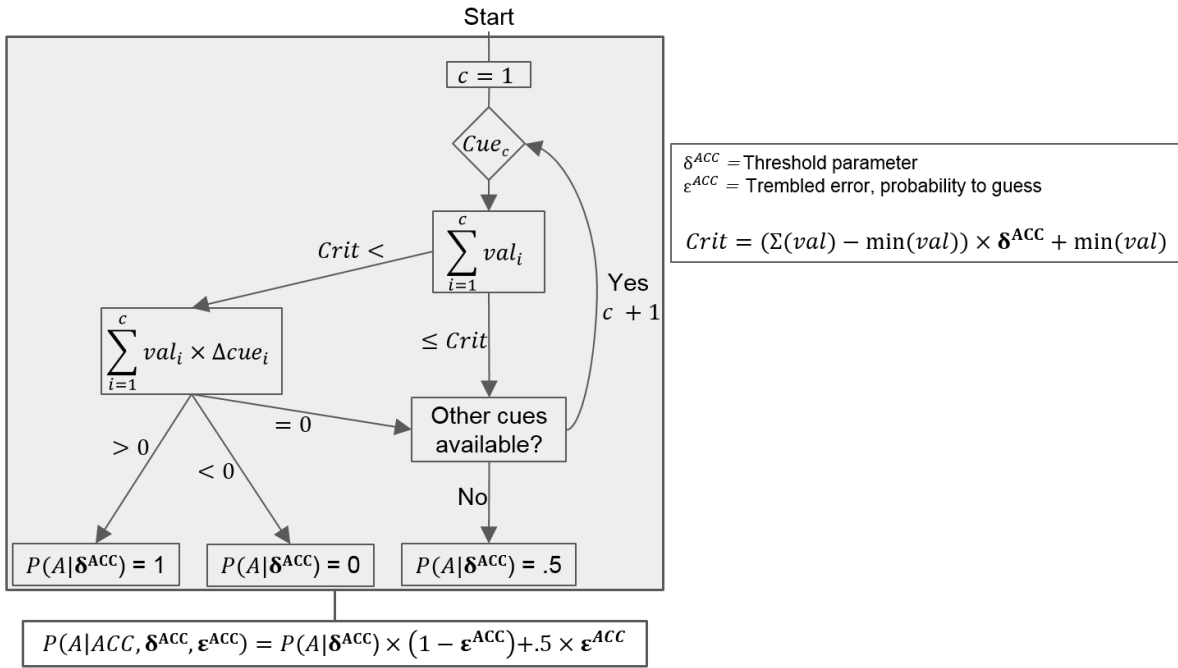 Start
c = 1
Cue_c
δ^ACC = Threshold parameter
ε^ACC = Trembled error, probability to guess
Crit = (Σ(val) − min(val)) × δ^ACC + min(val)
Crit <
∑_{i=1}^{c} val_i
Yes
c + 1
∑_{i=1}^{c} val_i × Δcue_i
≤ Crit
= 0
Other cues
available?
> 0
< 0
No
P(A|δ^ACC) = 1
P(A|δ^ACC) = 0
P(A|δ^ACC) = .5
P(A|ACC, δ^ACC, ε^ACC) = P(A|δ^ACC) × (1 − ε^ACC)+.5 × ε^ACC